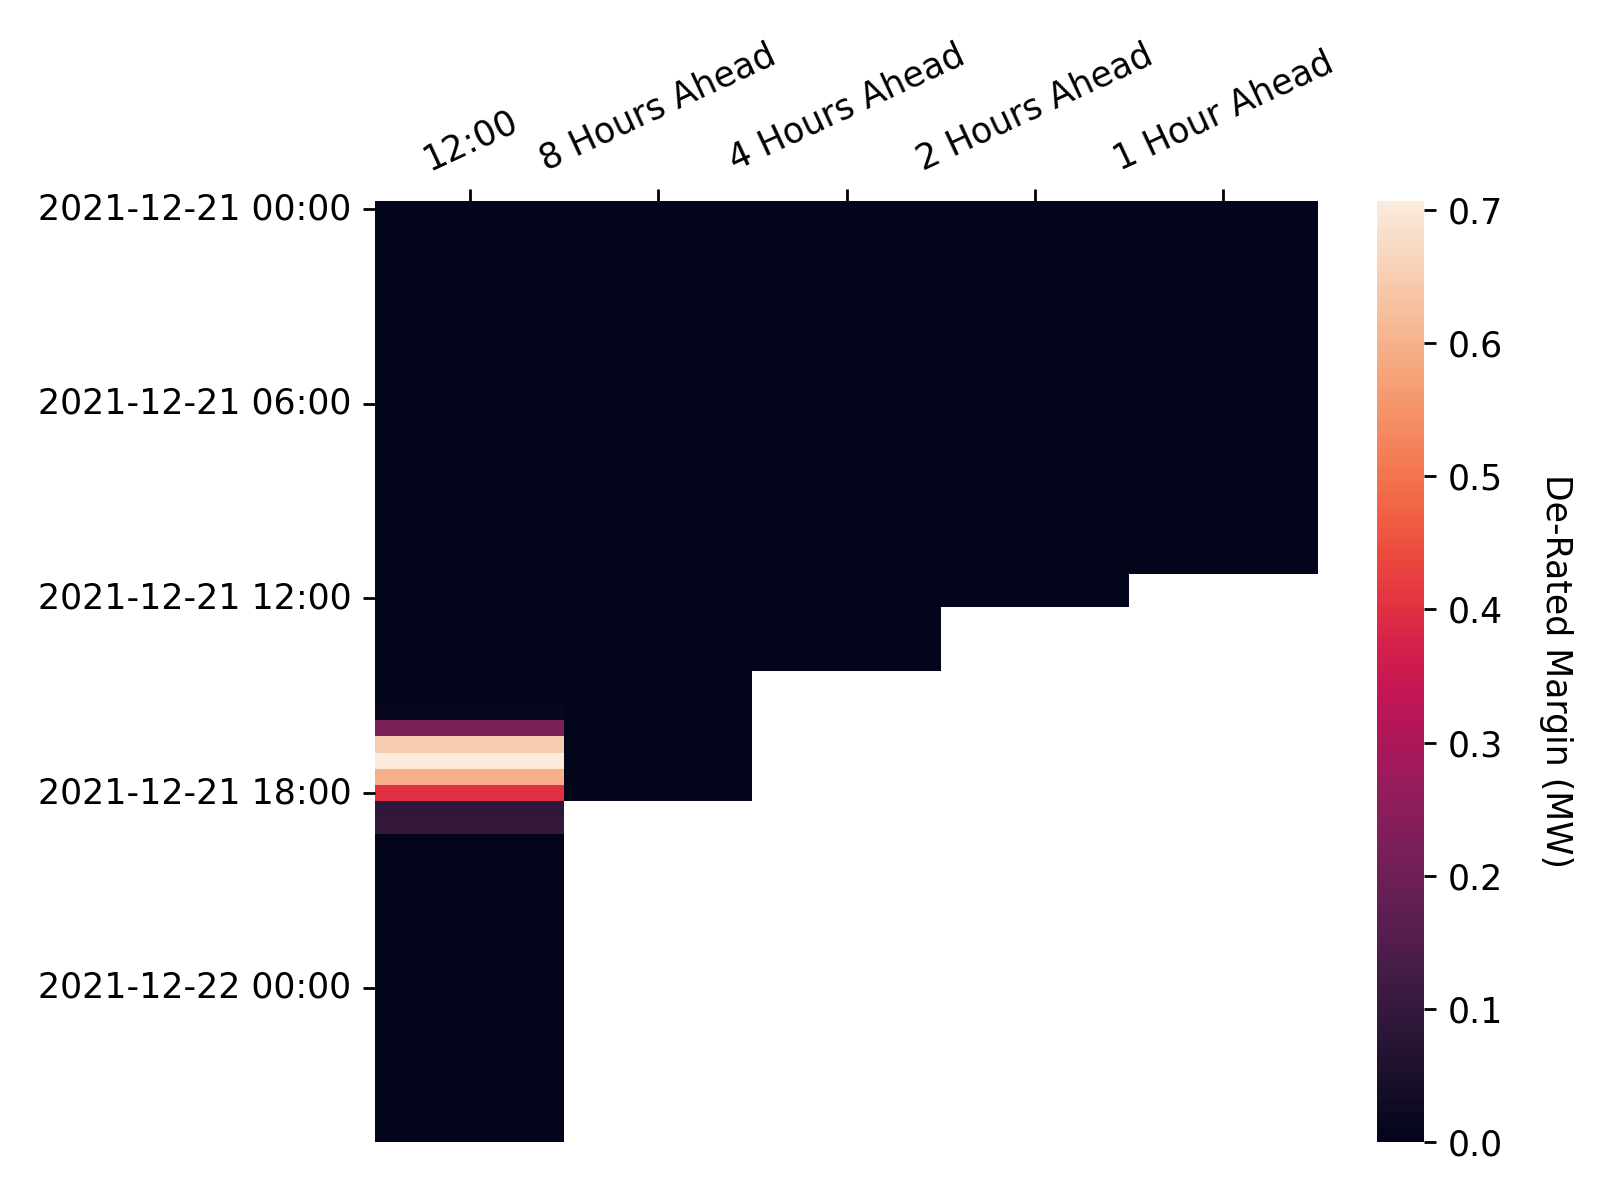 12:00
8 Hours Ahead
4 Hours Ahead
2 Hours Ahead
1 Hour Ahead
2021-12-21 00:00
2021-12-21 06:00
2021-12-21 12:00
2021-12-21 18:00
2021-12-22 00:00
0.7
0.6
0.5
0.4
0.3
0.2
0.1
0.0
De-Rated Margin (MW)